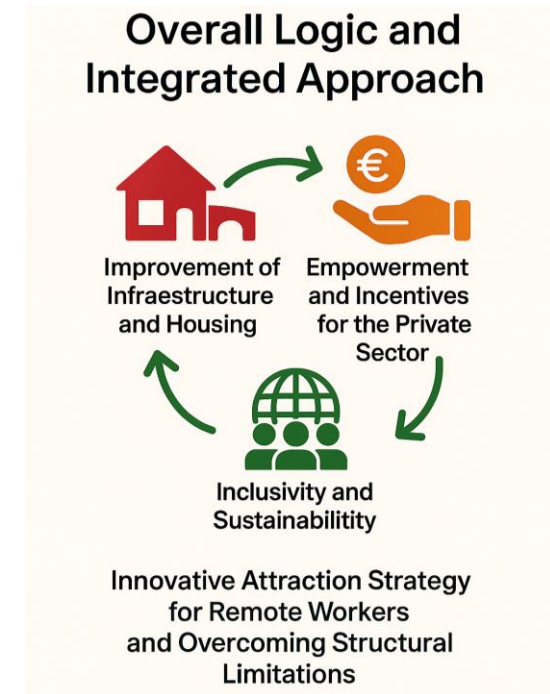 Overall Logic and
Integrated Approach
€
Improvement of
Infraestructure
and Housing
Empowerment
and Incentives
for the Private
Sector
Inclusivity and
Sustainabilitity
Innovative Attraction Strategy
for Remote Workers
and Overcoming Structural
Limitations